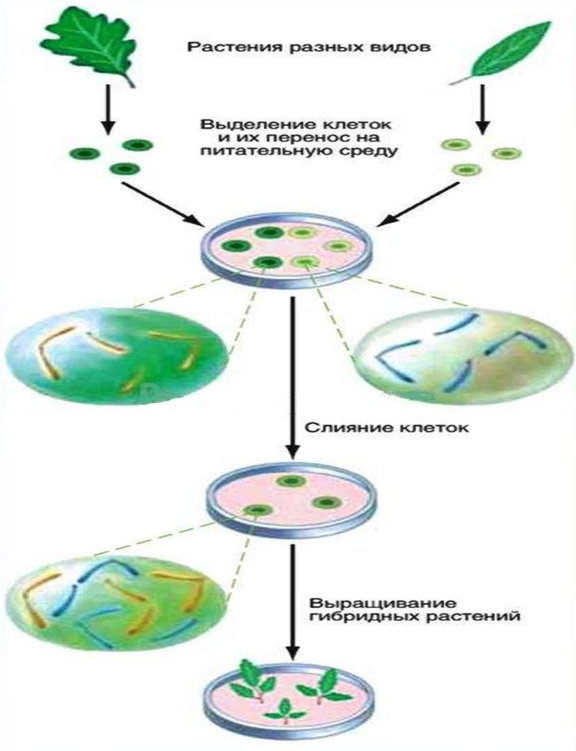 Растения разных видов
Выделение клеток
и их перенос на
питательную среду
Слияние клеток
Выращивание
гибридных растений